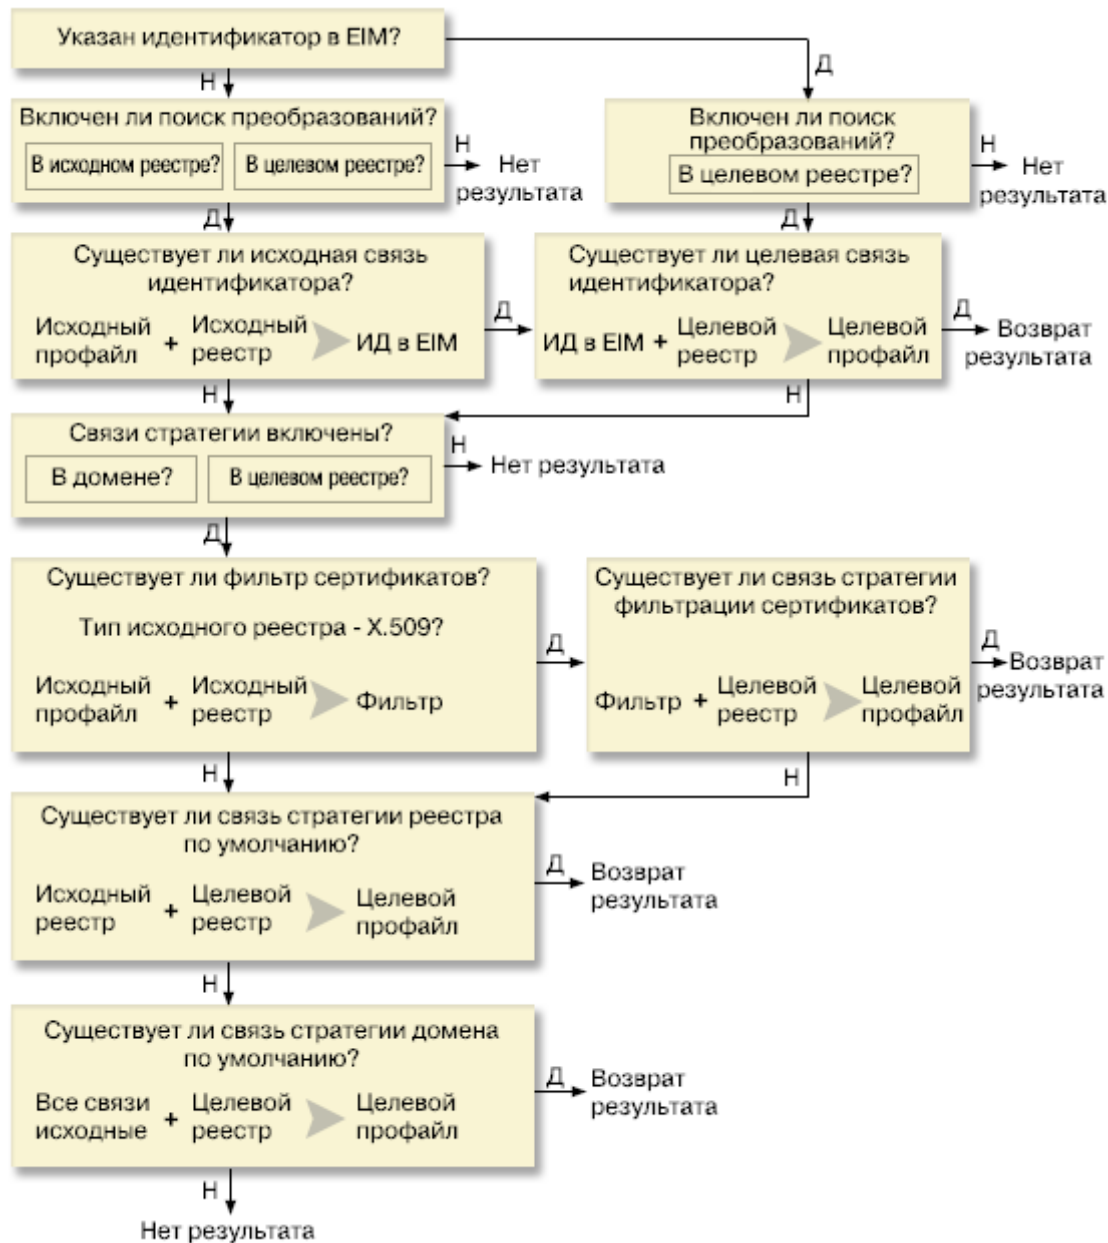 Указан идентификатор в EIM?
Н
Д
Включен ли поиск преобразований?
В исходном реестре?
В целевом реестре?
Н
Нет
результата
Включен ли поиск
преобразований?
В целевом реестре?
Н
Нет
результата
Д
Д
Существует ли исходная связь
идентификатора?
Исходный
профайл
+
Исходный
реестр
ИД в EIM
Д
Существует ли целевая связь
идентификатора?
ИД в EIM
+
Целевой
реестр
Целевой
профайл
Д
Возврат
результата
Н
Н
Связи стратегии включены?
В домене?
В целевом реестре?
Н
Нет результата
Д
Существует ли фильтр сертификатов?
Тип исходного реестра - X.509?
Исходный
профайл
+
Исходный
реестр
Фильтр
Д
Существует ли связь стратегии
фильтрации сертификатов?
Фильтр
+
Целевой
реестр
Целевой
профайл
Д
Возврат
результата
Н
Н
Существует ли связь стратегии реестра
по умолчанию?
Исходный
реестр
+
Целевой
реестр
Целевой
профайл
Д
Возврат
результата
Н
Существует ли связь стратегии домена
по умолчанию?
Все связи
исходные
+
Целевой
реестр
Целевой
профайл
Д
Возврат
результата
Н
Нет результата